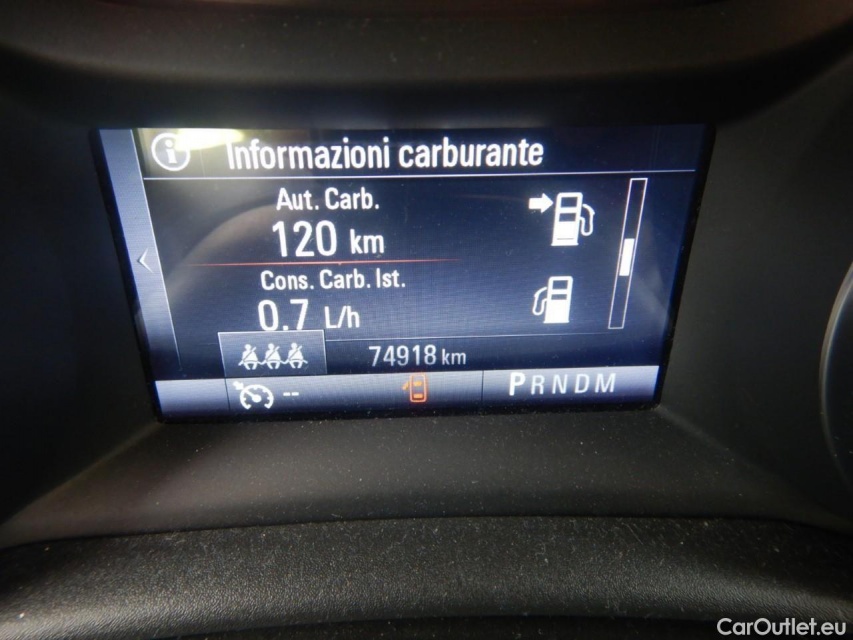 Informazioni carburante
Aut. Carb.
120 km
Cons. Carb. Ist.
0.7 L/h
74918 km
-- PRNDM
CarOutlet.eu